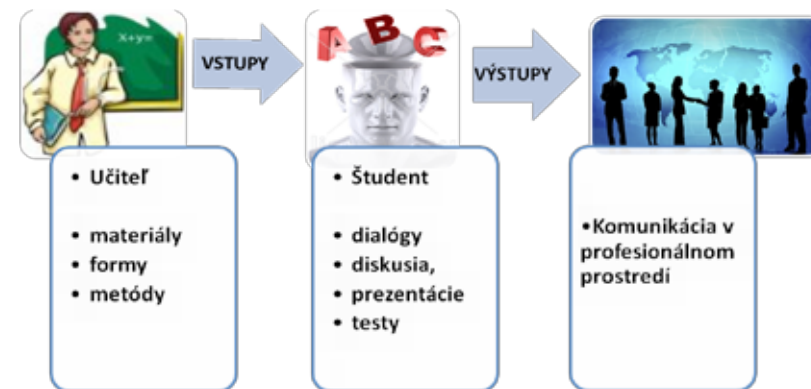 X+y=
VSTUPY
A B C
VÝSTUPY
• Učiteľ
• materiály
• formy
• metódy
• Študent
• dialógy
• diskusia,
• prezentácie
• testy
•Komunikácia v
profesionálnom
prostredí